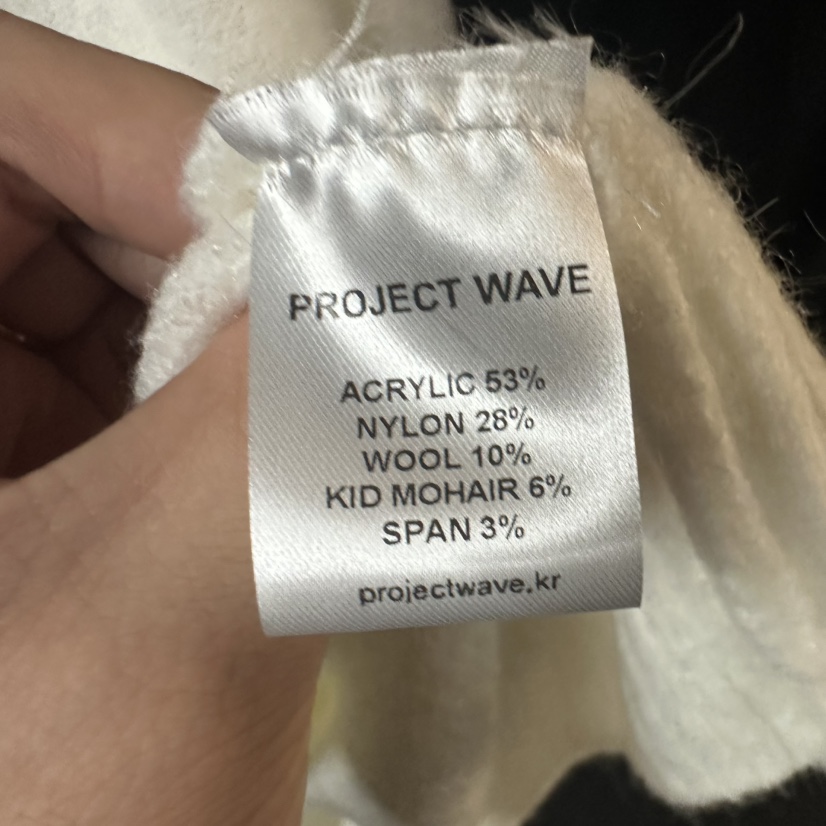 PROJECT WAVE
ACRYLIC 53%
NYLON 28%
WOOL 10%
KID MOHAIR 6%
SPAN 3%
projectwave.kr